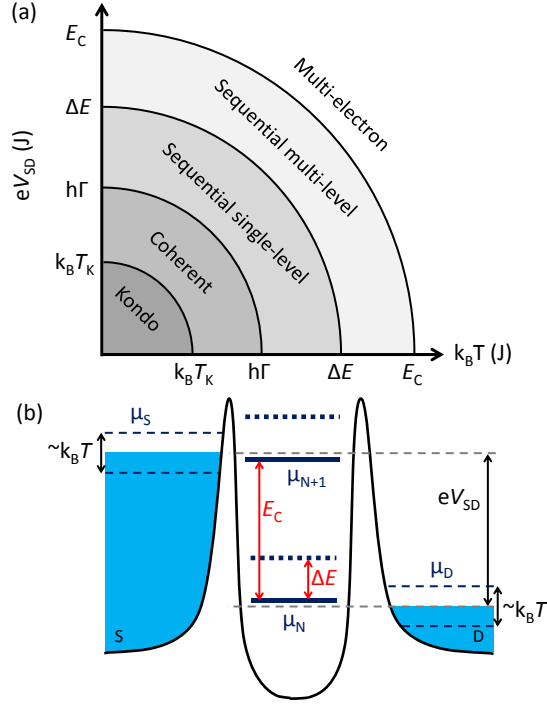 (a)
E_C
ΔE
hΓ
k_BT_K
eV_SD (J)
Multi-electron
Sequential multi-level
Sequential single-level
Coherent
Kondo
k_BT_K
hΓ
ΔE
E_C
k_BT (J)
(b)
μ_S
~k_BT
μ_N+1
E_C
eV_SD
ΔE
μ_D
~k_BT
μ_N
S
D